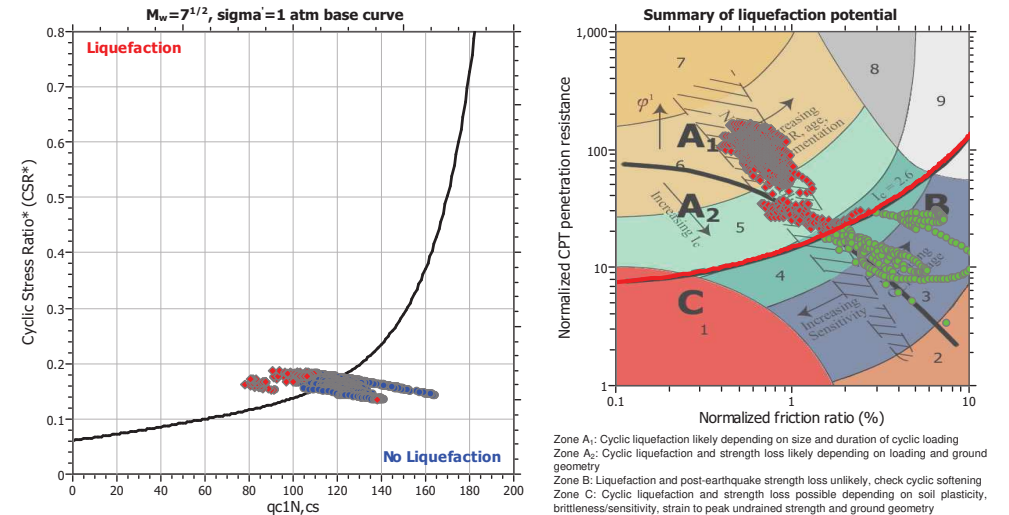 Mw=7^1/2, sigma'=1 atm base curve
Liquefaction
No Liquefaction
Cyclic Stress Ratio* (CSR*)
0.8
0.7
0.6
0.5
0.4
0.3
0.2
0.1
0
0 20 40 60 80 100 120 140 160 180 200
qc1N,cs
Summary of liquefaction potential
Normalized CPT penetration resistance
1,000
100
10
1
7
8
9
φ'
A1
6
A2
Increasing Ic
5
Ic = 2.6
B
4
C
1
Increasing
Sensitivity
3
2
0.1 1 10
Normalized friction ratio (%)
Zone A1: Cyclic liquefaction likely depending on size and duration of cyclic loading
Zone A2: Cyclic liquefaction and strength loss likely depending on loading and ground
geometry
Zone B: Liquefaction and post-earthquake strength loss unlikely, check cyclic softening
Zone C: Cyclic liquefaction and strength loss possible depending on soil plasticity,
brittleness/sensitivity, strain to peak undrained strength and ground geometry